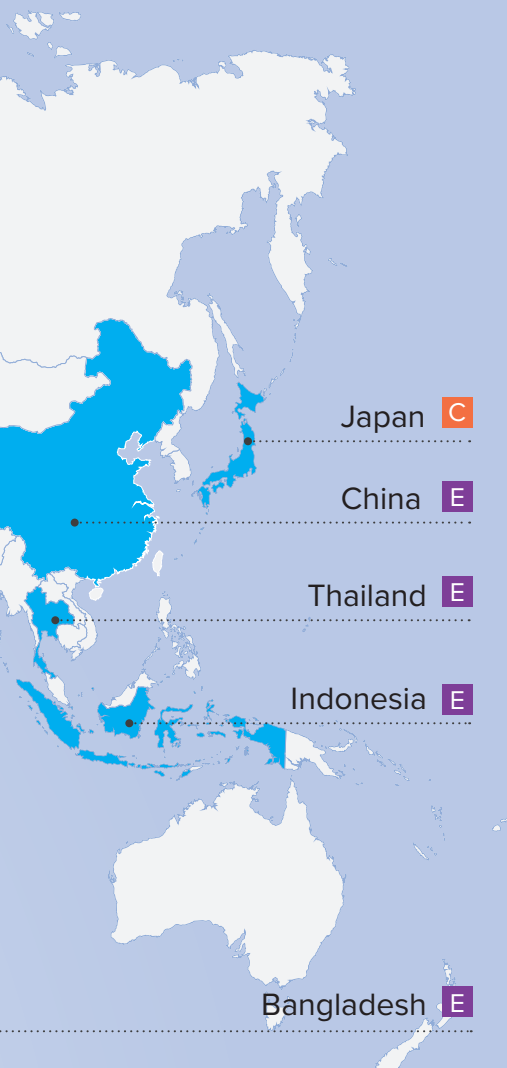 Japan C
China E
Thailand E
Indonesia E
Bangladesh E